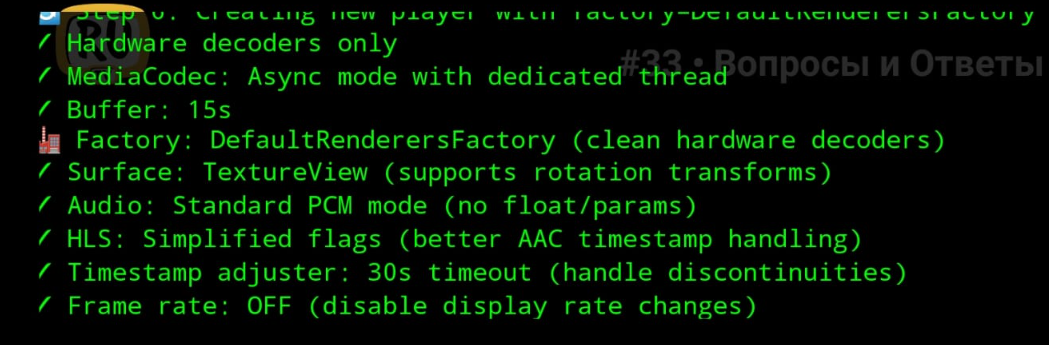 Step 6: Creating new player with factory=DefaultRenderersFactory
✓ Hardware decoders only
#33 • Вопросы и Ответы
✓ MediaCodec: Async mode with dedicated thread
✓ Buffer: 15s
Factory: DefaultRenderersFactory (clean hardware decoders)
✓ Surface: TextureView (supports rotation transforms)
✓ Audio: Standard PCM mode (no float/params)
✓ HLS: Simplified flags (better AAC timestamp handling)
✓ Timestamp adjuster: 30s timeout (handle discontinuities)
✓ Frame rate: OFF (disable display rate changes)